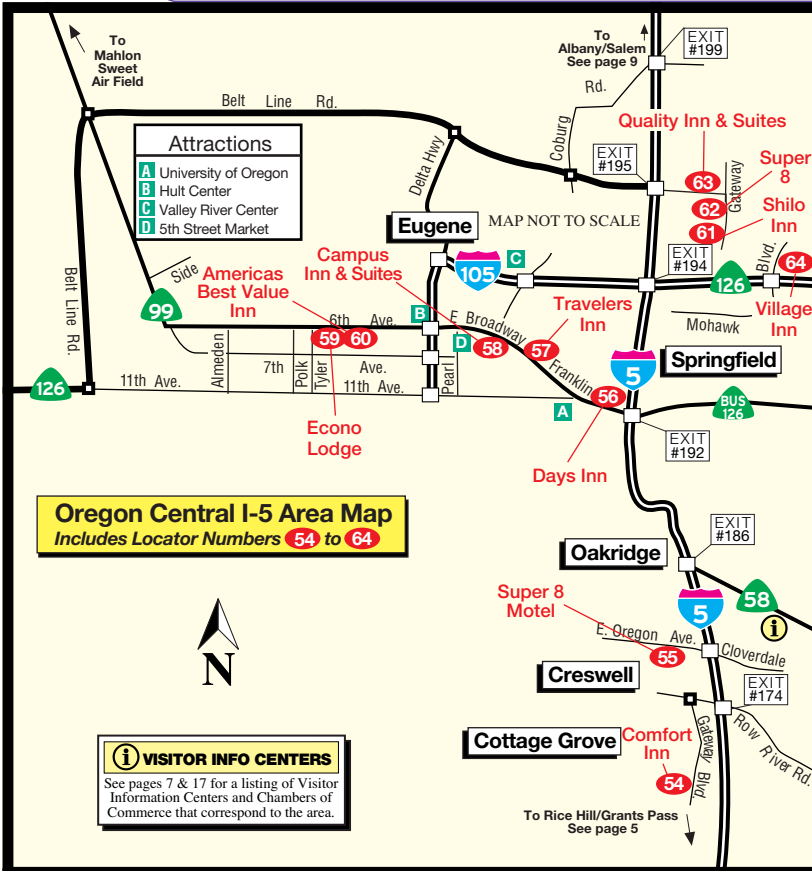 To
Mahlon
Sweet
Air Field
To
Albany/Salem
See page 9
EXIT
#199
Belt Line Rd.
Coburg Rd.
Quality Inn & Suites
Attractions
A University of Oregon
B Hult Center
C Valley River Center
D 5th Street Market
Delta Hwy
EXIT
#195
63
Super
8
62
Gateway
61
Shilo
Inn
Eugene
MAP NOT TO SCALE
EXIT
#194
Blvd.
64
Side
Americas
Best Value
Inn
Campus
Inn & Suites
105
C
126
Village
Inn
Belt Line Rd.
99
6th Ave.
B
E Broadway
Travelers
Inn
Mohawk
59
60
D
58
57
Springfield
Almeden
7th Ave.
Polk
Tyler
Pearl
Franklin
5
126
11th Ave.
11th Ave.
A
56
BUS
126
Econo
Lodge
EXIT
#192
Days Inn
Oregon Central I-5 Area Map
Includes Locator Numbers 54 to 64
EXIT
#186
Oakridge
Super 8
Motel
5
58
i
N
E. Oregon Ave.
Cloverdale
55
Creswell
EXIT
#174
Cottage Grove
Comfort
Inn
54
Gateway Blvd.
Row River Rd.
i VISITOR INFO CENTERS
See pages 7 & 17 for a listing of Visitor
Information Centers and Chambers of
Commerce that correspond to the area.
To Rice Hill/Grants Pass
See page 5